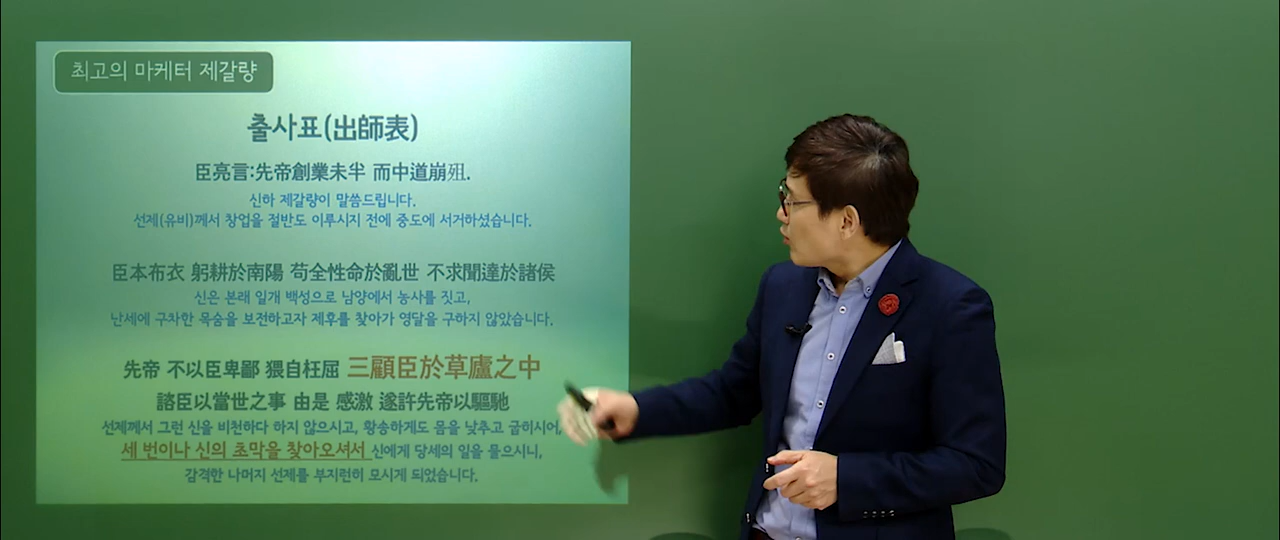 최고의 마케터 제갈량
출사표(出師表)
臣亮言:先帝創業未半 而中道崩殂.
신하 제갈량이 말씀드립니다.
선제(유비)께서 창업을 절반도 이루시지 전에 중도에 서거하셨습니다.
臣本布衣 躬耕於南陽 苟全性命於亂世 不求聞達於諸侯
신은 본래 일개 백성으로 남양에서 농사를 짓고,
난세에 구차한 목숨을 보전하고자 제후를 찾아가 영달을 구하지 않았습니다.
先帝 不以臣卑鄙 猥自枉屈 三顧臣於草廬之中
諮臣以當世之事 由是 感激 遂許先帝以驅馳
선제께서 그런 신을 비천하다 하지 않으시고, 황송하게도 몸을 낮추고 굽히시어,
세 번이나 신의 초막을 찾아오셔서 신에게 당세의 일을 물으시니,
감격한 나머지 선제를 부지런히 모시게 되었습니다.